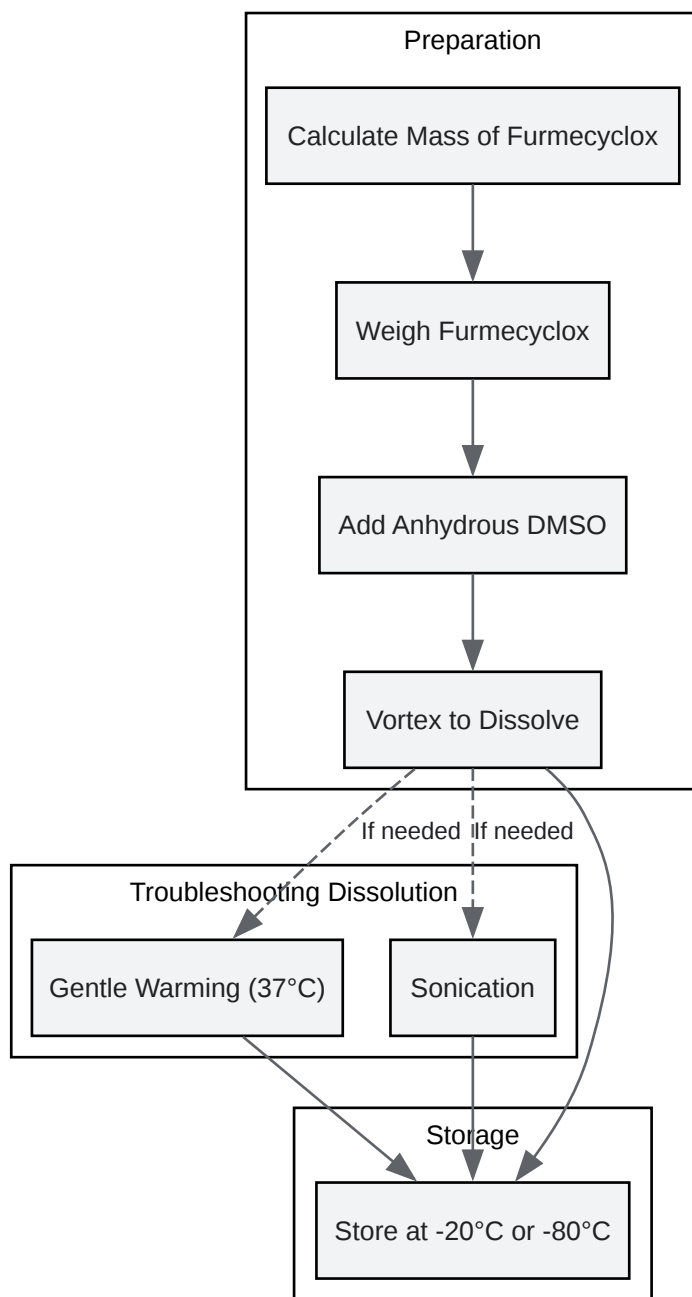 Preparation
Calculate Mass of Furmecyclox
Weigh Furmecyclox
Add Anhydrous DMSO
Vortex to Dissolve
If needed
If needed
Troubleshooting Dissolution
Gentle Warming (37°C)
Sonication
Storage
Store at -20°C or -80°C